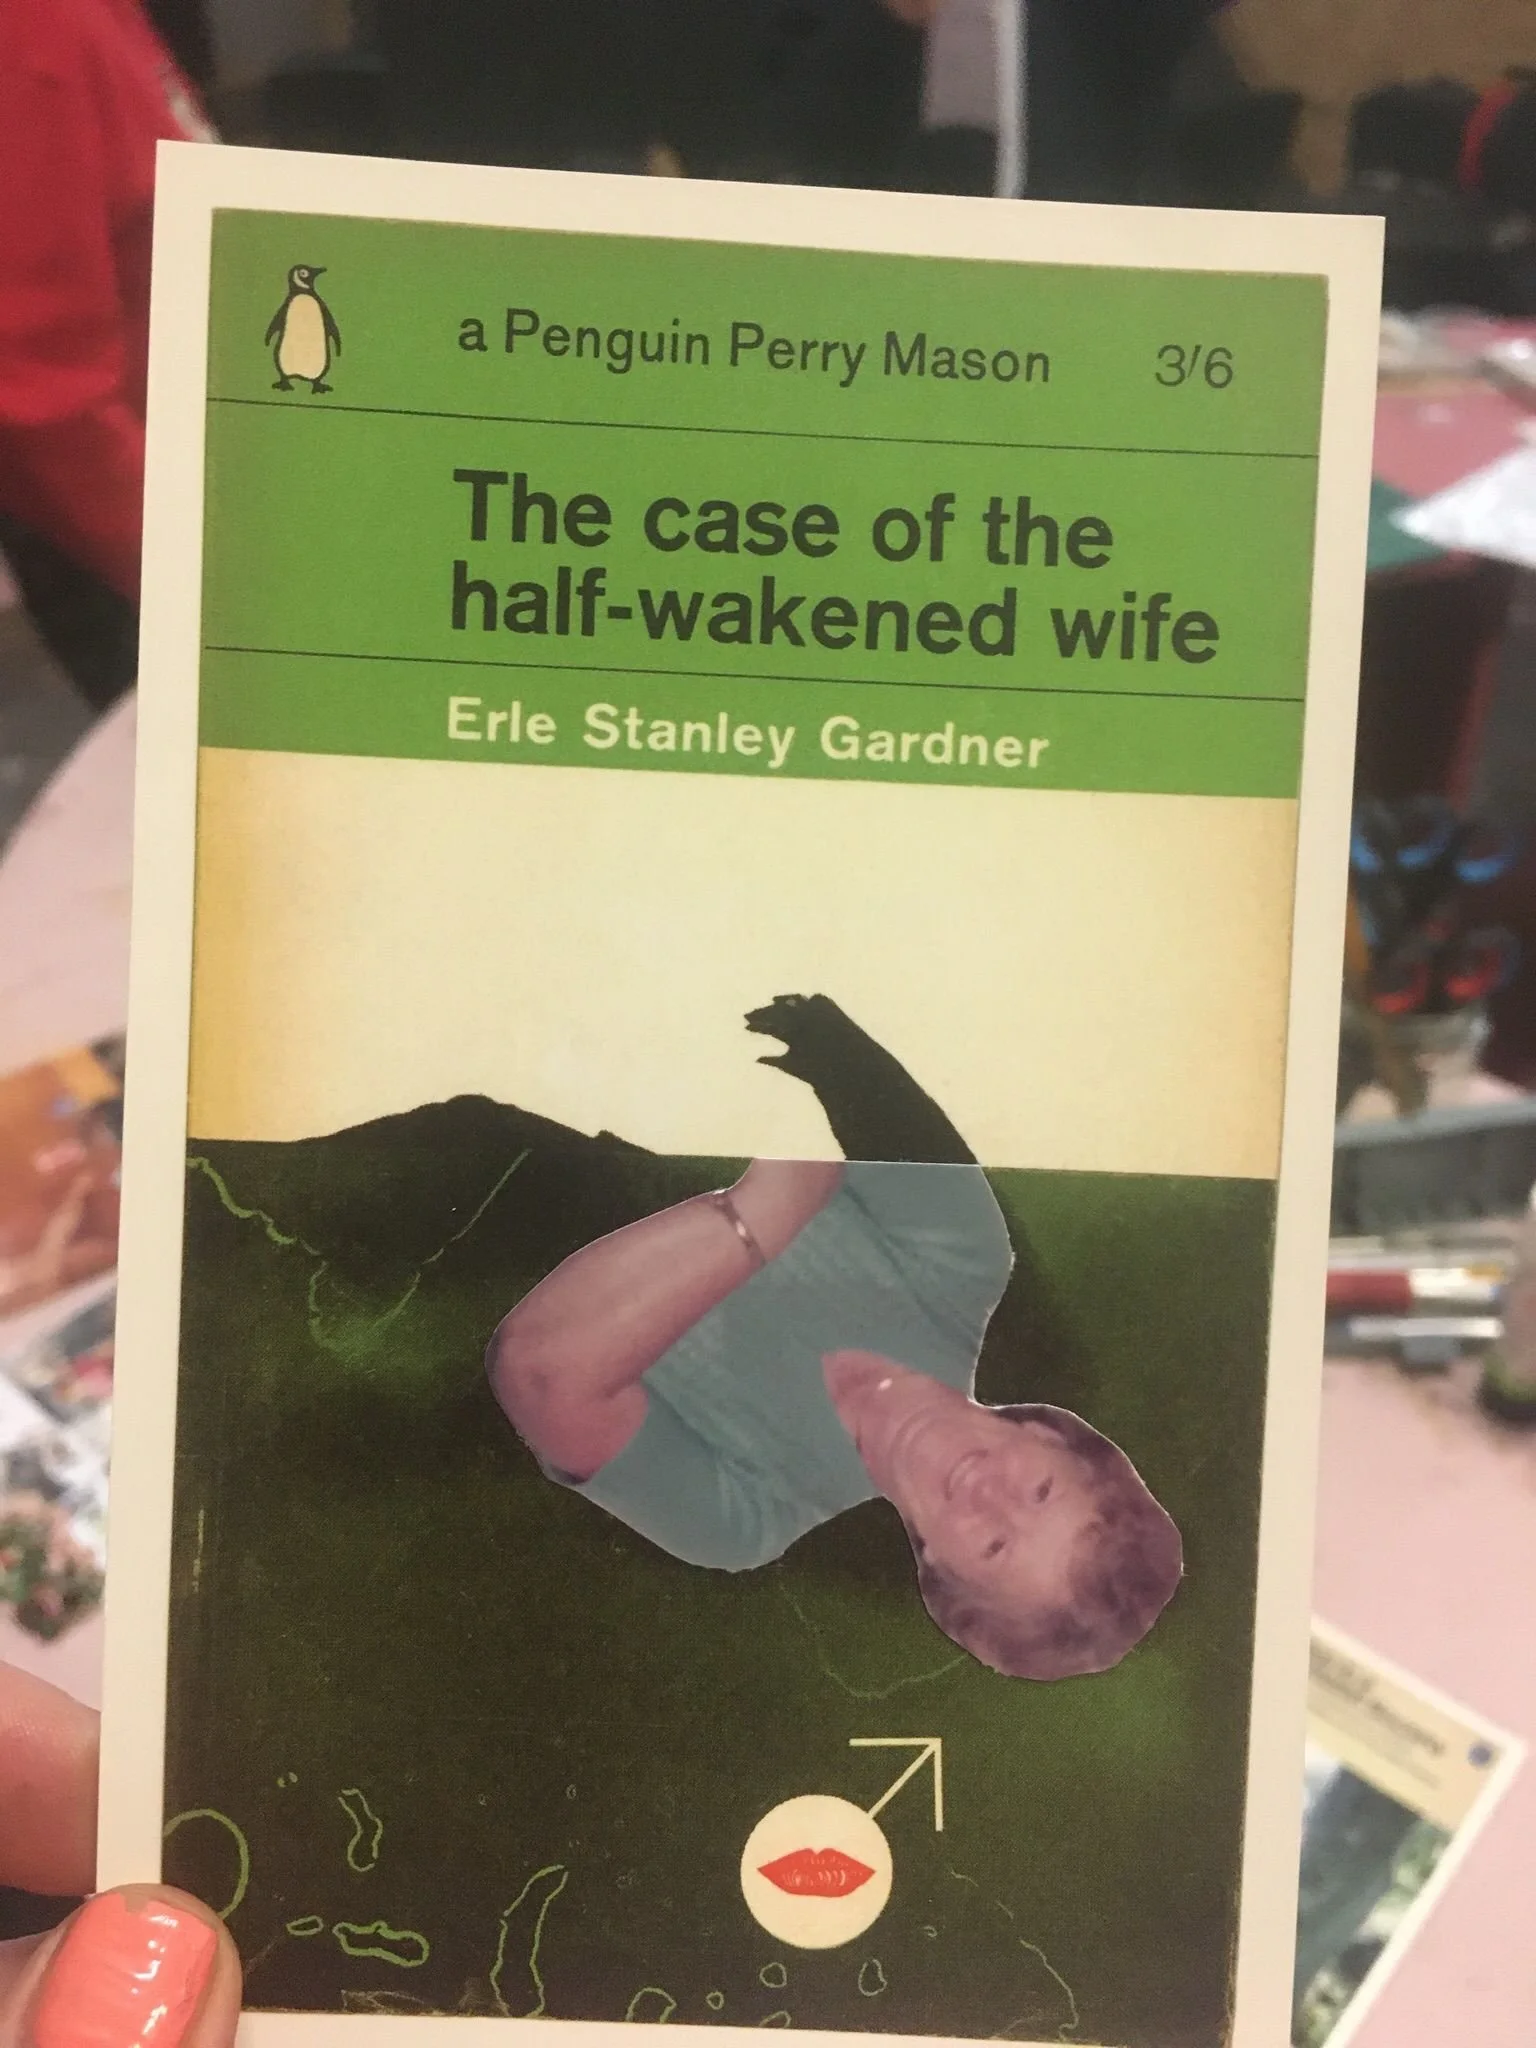 a Penguin Perry Mason 3/6
The case of the
half-wakened wife
Erle Stanley Gardner